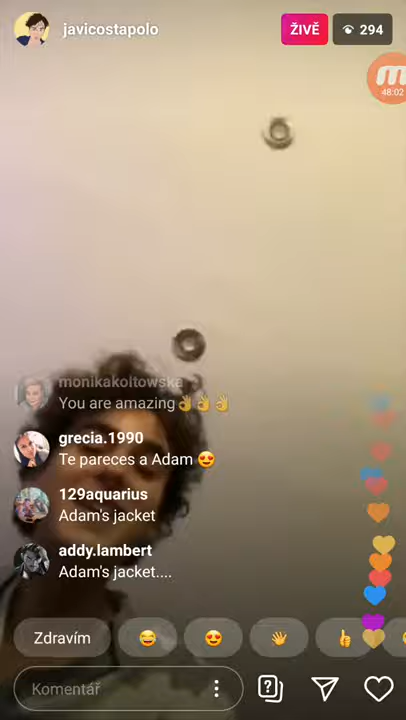 javicostapolo
ŽIVĚ
294
48:02
monikakoltowska
You are amazing👌👌👌
grecia.1990
Te pareces a Adam 😍
129aquarius
Adam's jacket
addy.lambert
Adam's jacket....
Zdravím 😂 😍 👋 👍
Komentář